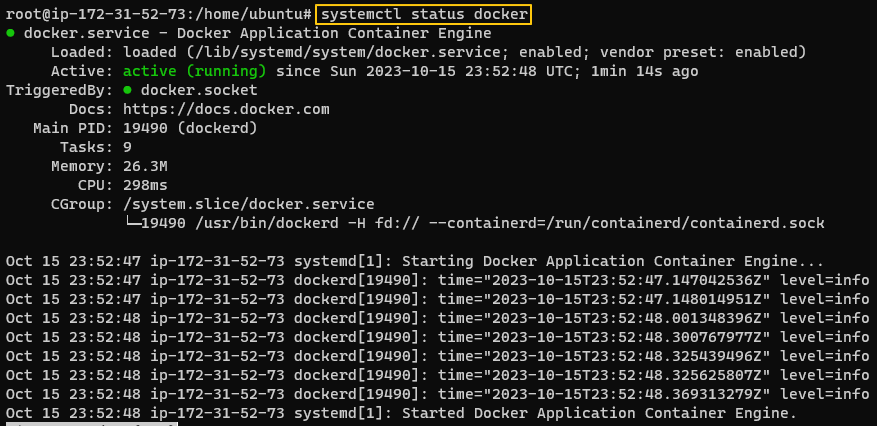 root@ip-172-31-52-73:/home/ubuntu# systemctl status docker
● docker.service - Docker Application Container Engine
     Loaded: loaded (/lib/systemd/system/docker.service; enabled; vendor preset: enabled)
     Active: active (running) since Sun 2023-10-15 23:52:48 UTC; 1min 14s ago
TriggeredBy: ● docker.socket
       Docs: https://docs.docker.com
   Main PID: 19490 (dockerd)
      Tasks: 9
     Memory: 26.3M
        CPU: 298ms
     CGroup: /system.slice/docker.service
             └─19490 /usr/bin/dockerd -H fd:// --containerd=/run/containerd/containerd.sock
Oct 15 23:52:47 ip-172-31-52-73 systemd[1]: Starting Docker Application Container Engine...
Oct 15 23:52:47 ip-172-31-52-73 dockerd[19490]: time="2023-10-15T23:52:47.147042536Z" level=info
Oct 15 23:52:47 ip-172-31-52-73 dockerd[19490]: time="2023-10-15T23:52:47.148014951Z" level=info
Oct 15 23:52:48 ip-172-31-52-73 dockerd[19490]: time="2023-10-15T23:52:48.001348396Z" level=info
Oct 15 23:52:48 ip-172-31-52-73 dockerd[19490]: time="2023-10-15T23:52:48.300767977Z" level=info
Oct 15 23:52:48 ip-172-31-52-73 dockerd[19490]: time="2023-10-15T23:52:48.325439496Z" level=info
Oct 15 23:52:48 ip-172-31-52-73 dockerd[19490]: time="2023-10-15T23:52:48.325625807Z" level=info
Oct 15 23:52:48 ip-172-31-52-73 dockerd[19490]: time="2023-10-15T23:52:48.369313279Z" level=info
Oct 15 23:52:48 ip-172-31-52-73 systemd[1]: Started Docker Application Container Engine.